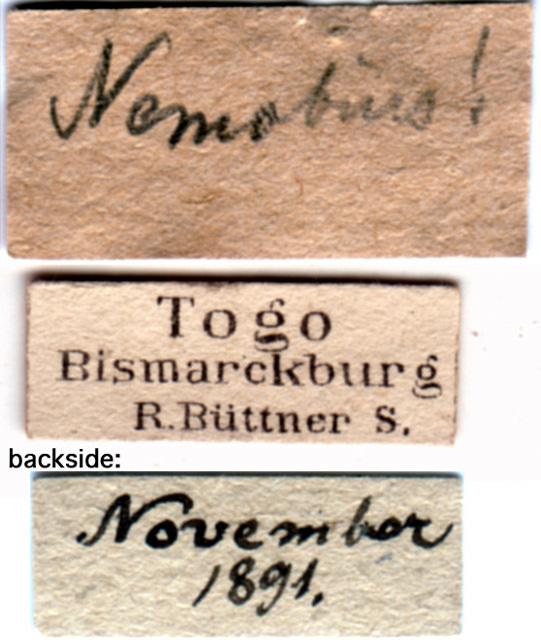 Nemobius!
Togo
Bismarckburg
R.Büttner S.
backside:
November
1891.